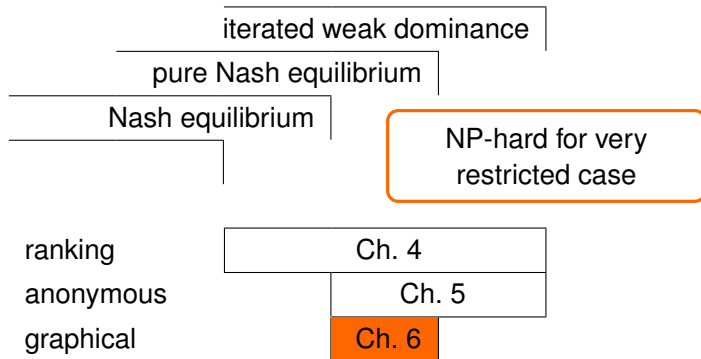 iterated weak dominance
pure Nash equilibrium
Nash equilibrium
NP-hard for very
restricted case
ranking Ch. 4
anonymous Ch. 5
graphical Ch. 6